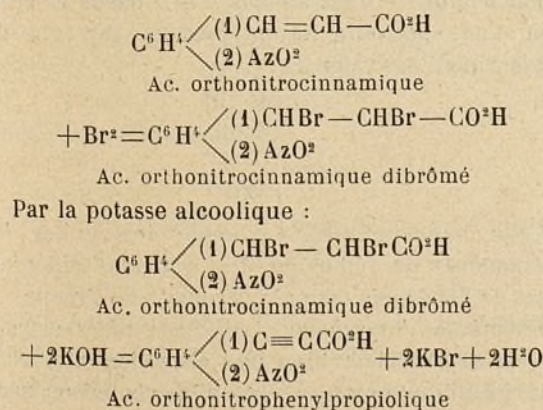 (1) CH=CH—CO²H
C⁶H⁴
(2) AzO²
Ac. orthonitrocinnamique
(1) CHBr—CHBr—CO²H
+Br²=C⁶H⁴
(2) AzO²
Ac. orthonitrocinnamique dibrômé
Par la potasse alcoolique :
(1) CHBr— CHBrCO²H
C⁶H⁴
(2) AzO²
Ac. orthonitrocinnamique dibrômé
(1) C≡CCO²H
+2KOH=C⁶H⁴ +2KBr+2H²O
(2) AzO²
Ac. orthonitrophenylpropiolique